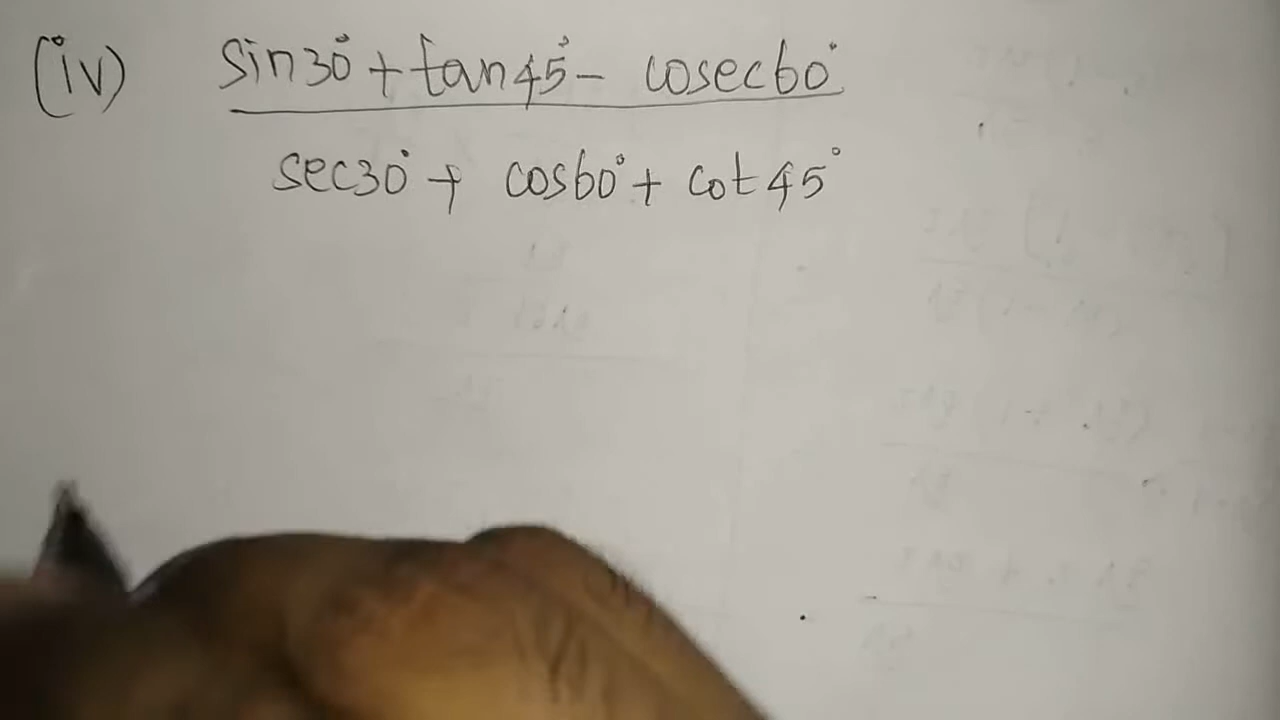 (iv) sin30° + tan45° - cosec60°
sec30° + cos60° + cot45°